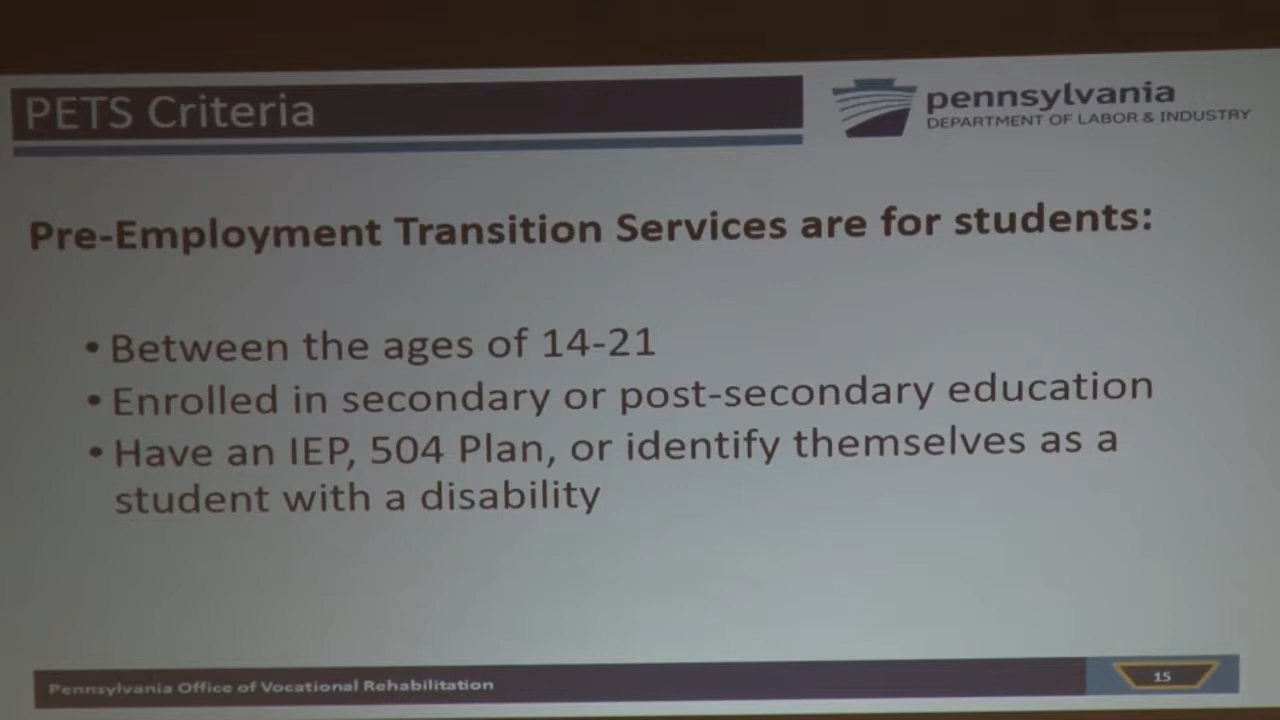 PETS Criteria
pennsylvania
DEPARTMENT OF LABOR & INDUSTRY
Pre-Employment Transition Services are for students:
• Between the ages of 14-21
• Enrolled in secondary or post-secondary education
• Have an IEP, 504 Plan, or identify themselves as a
student with a disability
Pennsylvania Office of Vocational Rehabilitation
15